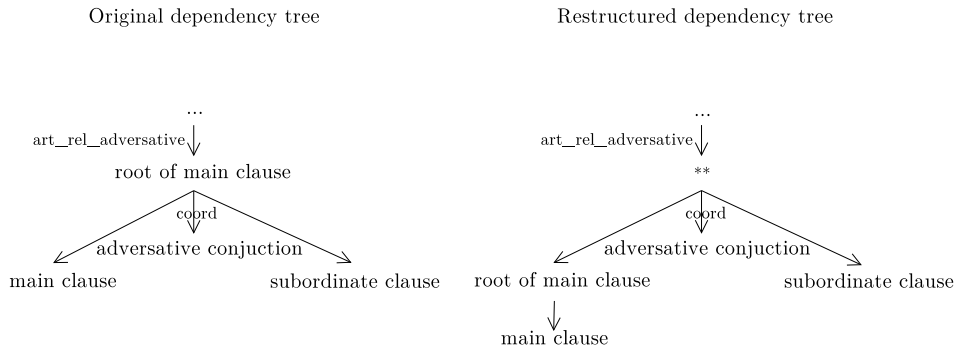 Original dependency tree
...
art_rel_adversative
root of main clause
coord
adversative conjuction
main clause
subordinate clause
Restructured dependency tree
...
art_rel_adversative
**
coord
adversative conjuction
root of main clause
subordinate clause
main clause